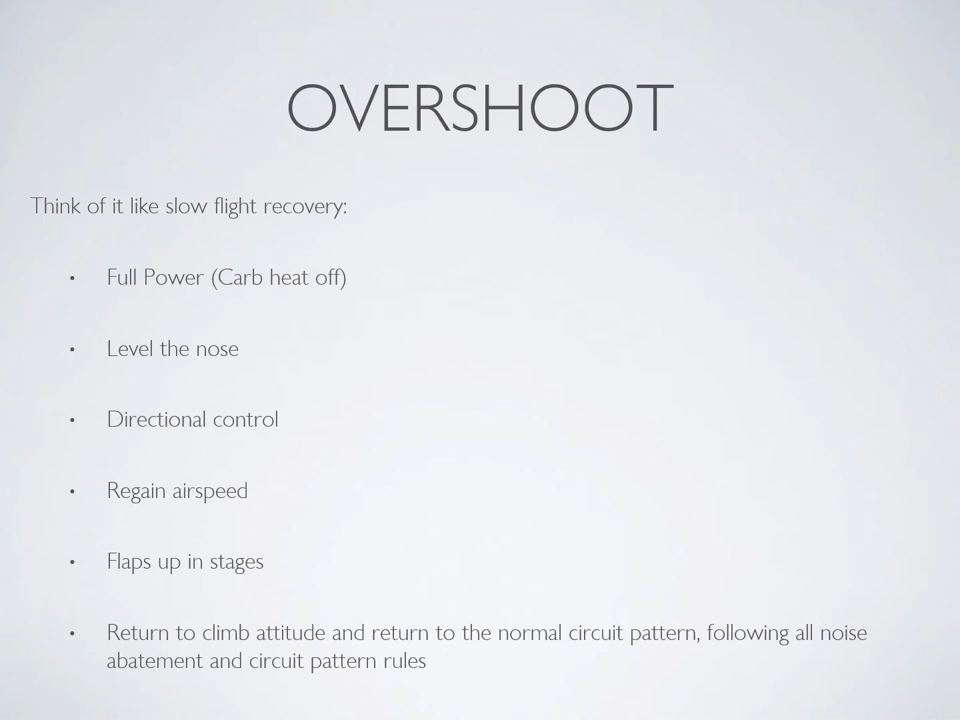 OVERSHOOT
Think of it like slow flight recovery:
• Full Power (Carb heat off)
• Level the nose
• Directional control
• Regain airspeed
• Flaps up in stages
• Return to climb attitude and return to the normal circuit pattern, following all noise
abatement and circuit pattern rules